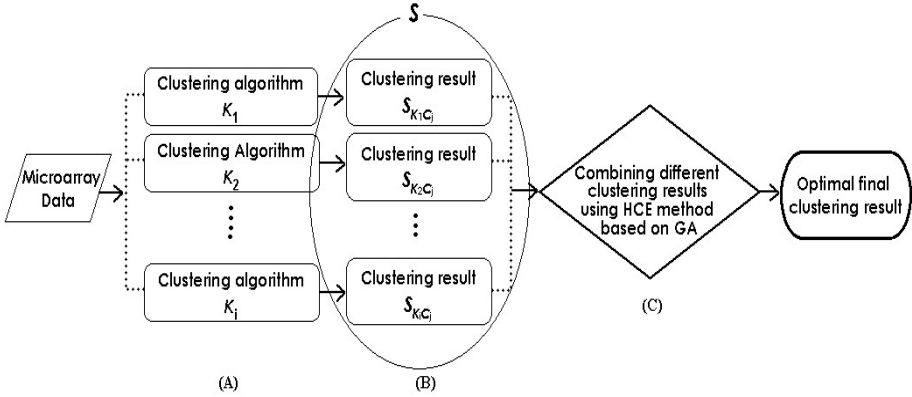 S
Clustering algorithm
K1
Clustering result
SK1Cj
Clustering Algorithm
K2
Clustering result
SK2Cj
Microarray
Data
Combining different
clustering results
using HCE method
based on GA
Optimal final
clustering result
Clustering algorithm
Ki
Clustering result
SKiCj
(A)
(B)
(C)